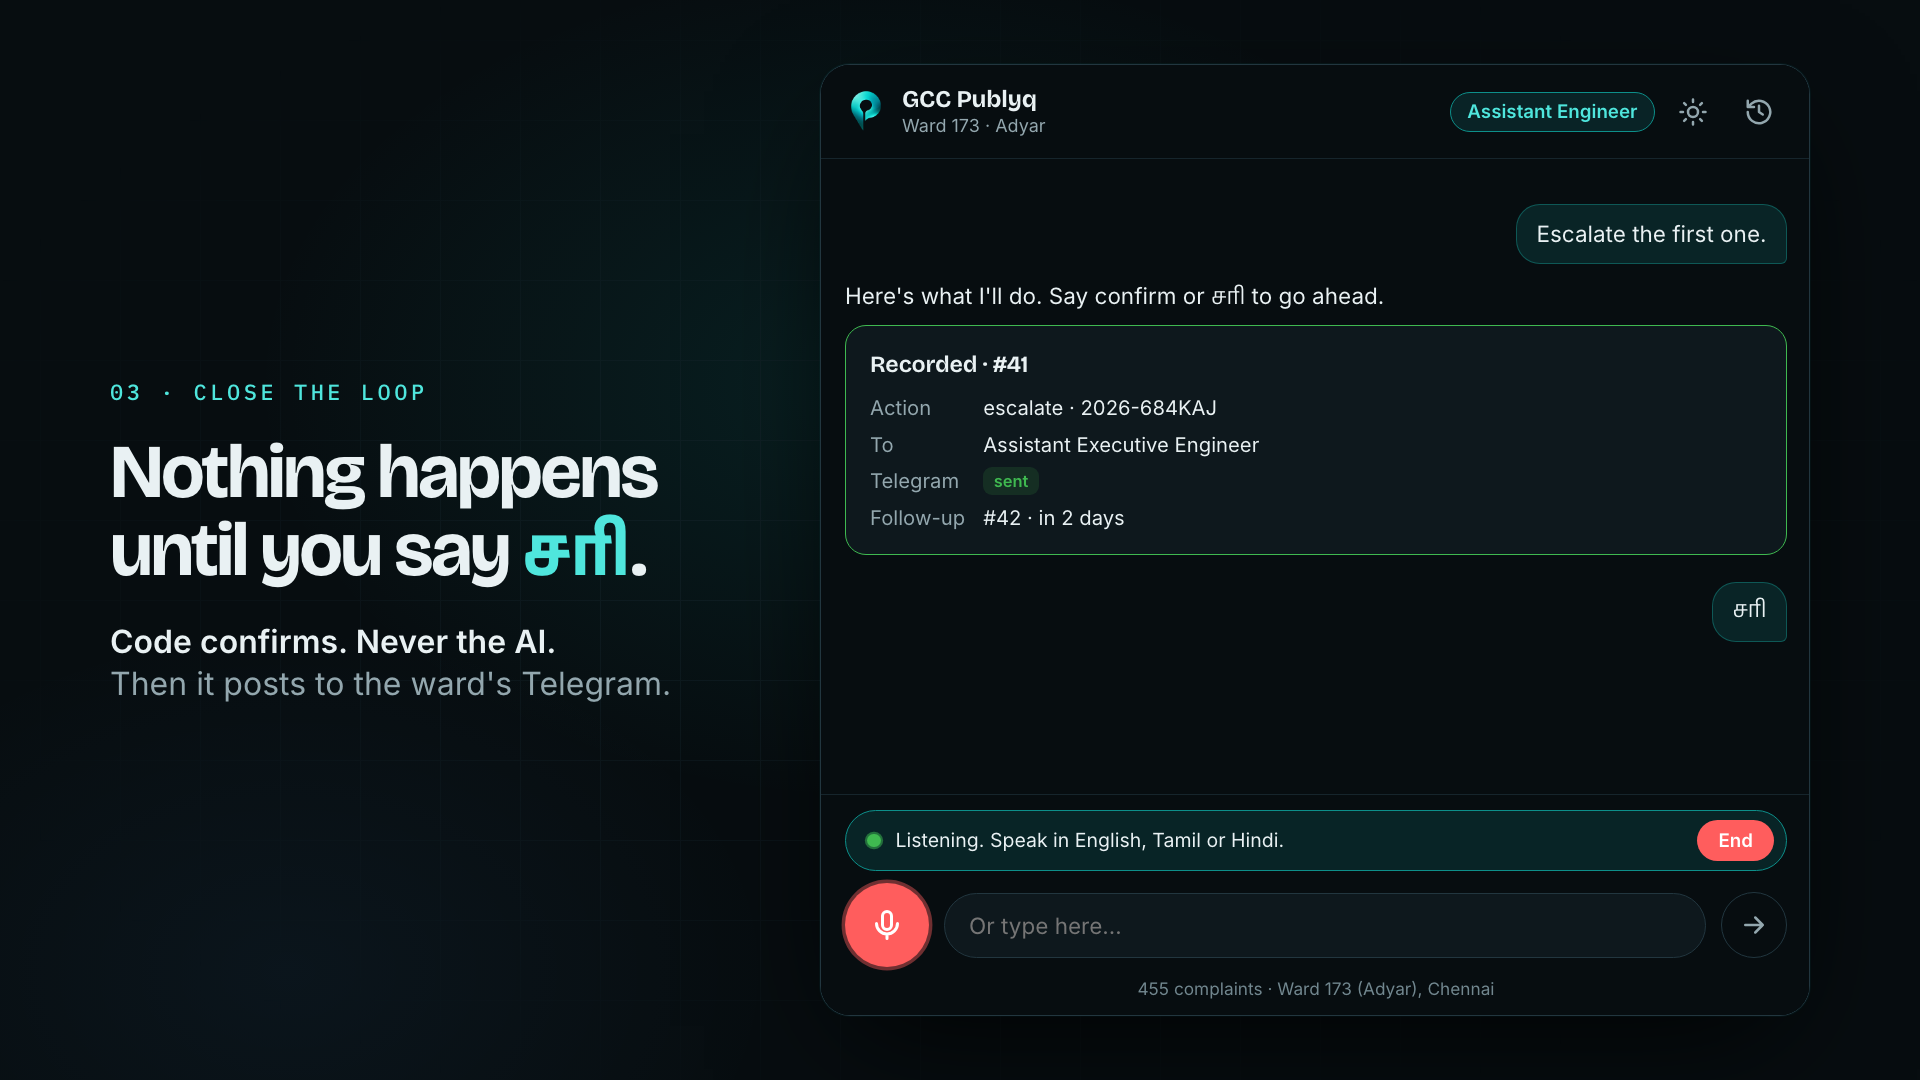 03 · CLOSE THE LOOP
Nothing happens
until you say சரி.
Code confirms. Never the AI.
Then it posts to the ward's Telegram.
GCC Publyq
Ward 173 · Adyar
Assistant Engineer
Escalate the first one.
Here's what I'll do. Say confirm or சரி to go ahead.
Recorded · #41
Action escalate · 2026-684KAJ
To Assistant Executive Engineer
Telegram sent
Follow-up #42 · in 2 days
சரி
Listening. Speak in English, Tamil or Hindi.
End
Or type here...
455 complaints · Ward 173 (Adyar), Chennai